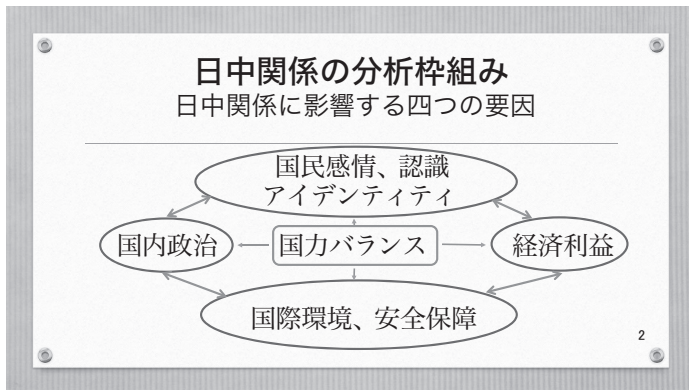 日中関係の分析枠組み
日中関係に影響する四つの要因
国民感情、認識
アイデンティティ
国内政治
国力バランス
経済利益
国際環境、安全保障
2